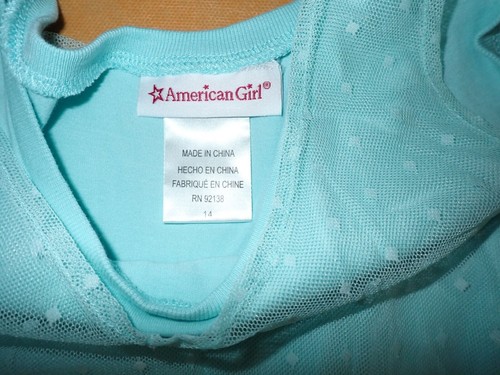 American Girl®
MADE IN CHINA
HECHO EN CHINA
FABRIQUÉ EN CHINE
RN 92138
14